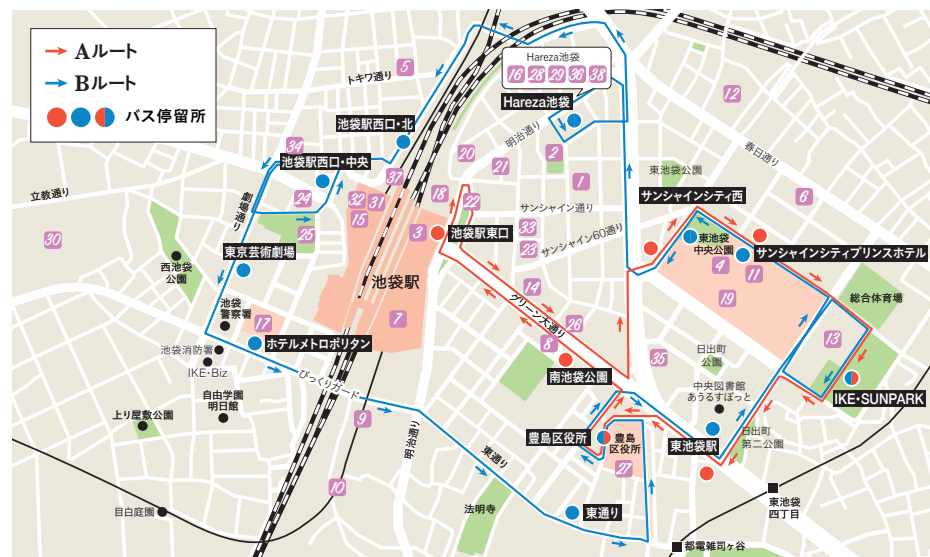 Aルート
Bルート
バス停留所
トキワ通り
5
Hareza池袋
16 28 29 36 38
Hareza池袋
12
池袋駅西口・北
明治通り
春日通り
34
池袋駅西口・中央
20
21
2
1
東池袋公園
6
立教通り
劇場通り
24
37
32
31
15
18
22
サンシャイン通り
サンシャインシティ西
30
25
3
池袋駅東口
33
23
サンシャイン60通り
東池袋
中央公園
サンシャインシティプリンスホテル
4
11
東京芸術劇場
西池袋
公園
池袋駅
14
グリーン大通り
19
総合体育場
池袋
警察署
17
7
26
8
13
ホテルメトロポリタン
池袋消防署
IKE・Biz
びっくりガード
南池袋公園
35
日出町
公園
IKE・SUNPARK
自由学園
明日館
中央図書館
あうるすぽっと
上り屋敷公園
9
明治通り
東通り
豊島区役所
豊島
区役所
27
東池袋駅
日出町
第二公園
10
目白庭園
法明寺
東通り
東池袋
四丁目
都電雑司ヶ谷